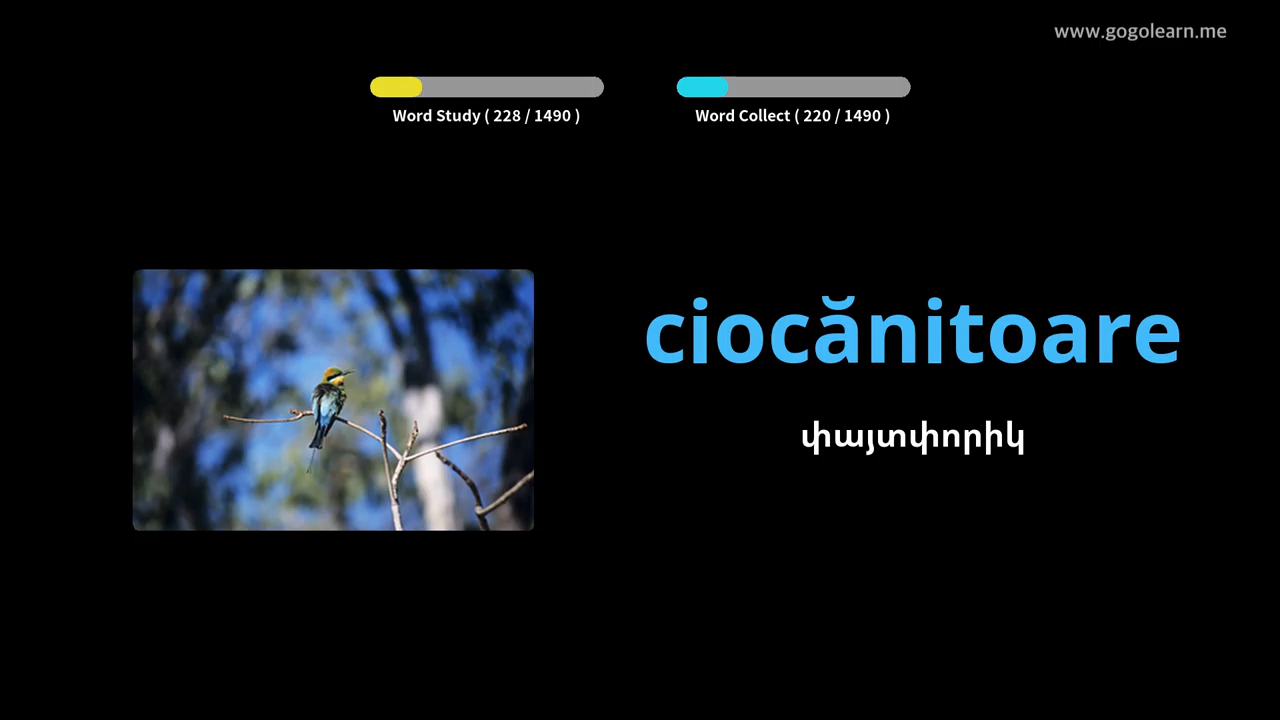 www.gogolearn.me
Word Study ( 228 / 1490 )
Word Collect ( 220 / 1490 )
ciocănitoare
փայտփորիկ